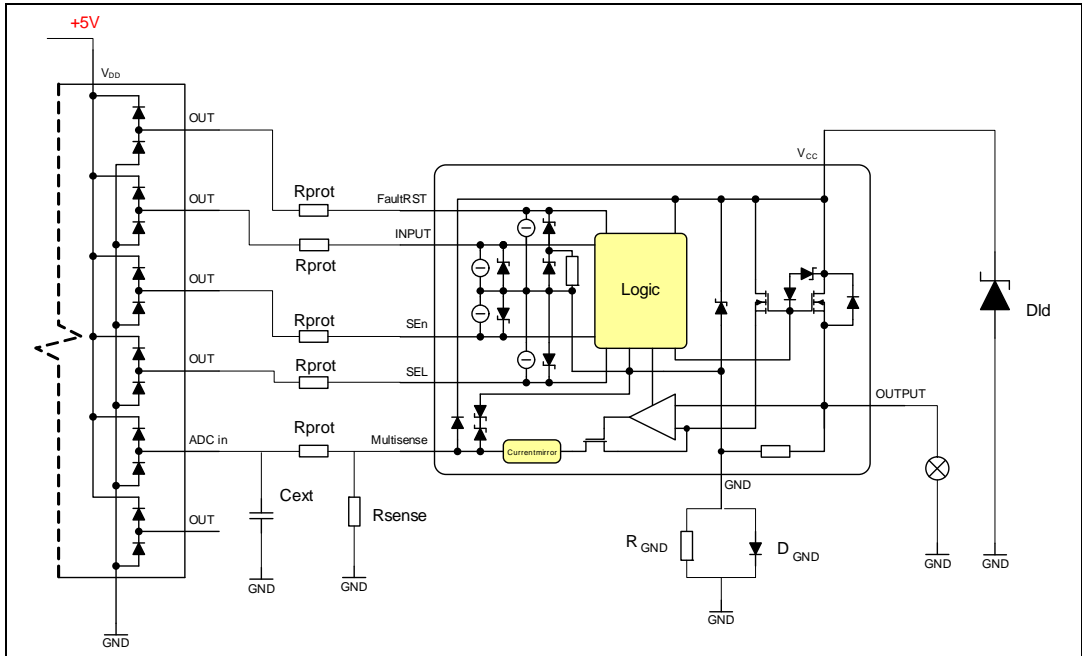 +5V
VDD
OUT
VCC
Rprot
FaultRST
OUT
INPUT
Rprot
OUT
Logic
Dld
Rprot
SEn
OUT
Rprot
SEL
OUTPUT
ADC in
Rprot
Multisense
Currentmirror
GND
Cext
Rsense
OUT
RGND
DGND
GND
GND
GND
GND
GND
GND